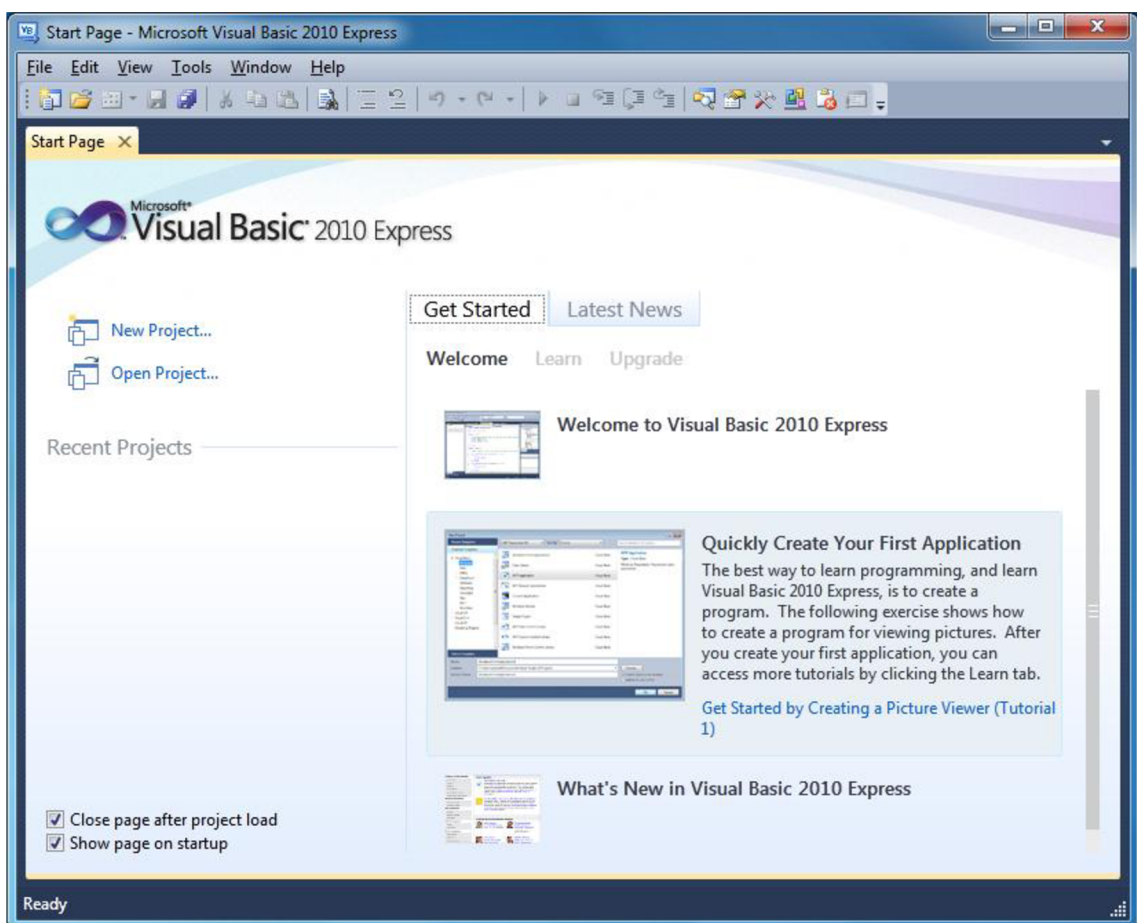 Start Page - Microsoft Visual Basic 2010 Express
File Edit View Tools Window Help
Start Page
Microsoft®
Visual Basic® 2010 Express
New Project...
Open Project...
Recent Projects
Close page after project load
Show page on startup
Get Started Latest News
Welcome Learn Upgrade
Welcome to Visual Basic 2010 Express
Quickly Create Your First Application
The best way to learn programming, and learn
Visual Basic 2010 Express, is to create a
program. The following exercise shows how
to create a program for viewing pictures. After
you create your first application, you can
access more tutorials by clicking the Learn tab.
Get Started by Creating a Picture Viewer (Tutorial
1)
What's New in Visual Basic 2010 Express
Ready